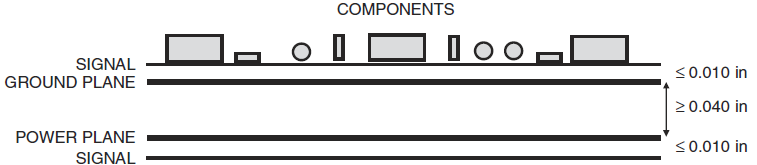 COMPONENTS
SIGNAL
≤ 0.010 in
GROUND PLANE
≥ 0.040 in
POWER PLANE
≤ 0.010 in
SIGNAL